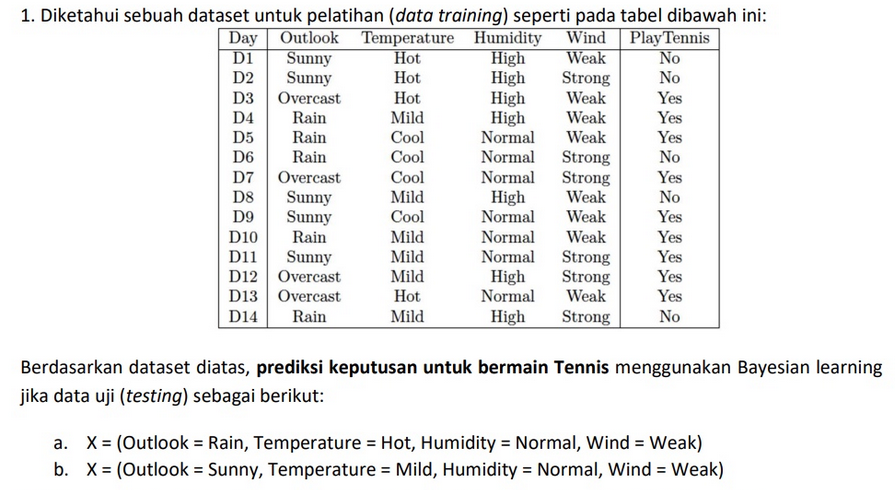 1. Diketahui sebuah dataset untuk pelatihan (data training) seperti pada tabel dibawah ini:
Day Outlook Temperature Humidity Wind PlayTennis
D1 Sunny Hot High Weak No
D2 Sunny Hot High Strong No
D3 Overcast Hot High Weak Yes
D4 Rain Mild High Weak Yes
D5 Rain Cool Normal Weak Yes
D6 Rain Cool Normal Strong No
D7 Overcast Cool Normal Strong Yes
D8 Sunny Mild High Weak No
D9 Sunny Cool Normal Weak Yes
D10 Rain Mild Normal Weak Yes
D11 Sunny Mild Normal Strong Yes
D12 Overcast Mild High Strong Yes
D13 Overcast Hot Normal Weak Yes
D14 Rain Mild High Strong No
Berdasarkan dataset diatas, prediksi keputusan untuk bermain Tennis menggunakan Bayesian learning
jika data uji (testing) sebagai berikut:
a. X = (Outlook = Rain, Temperature = Hot, Humidity = Normal, Wind = Weak)
b. X = (Outlook = Sunny, Temperature = Mild, Humidity = Normal, Wind = Weak)